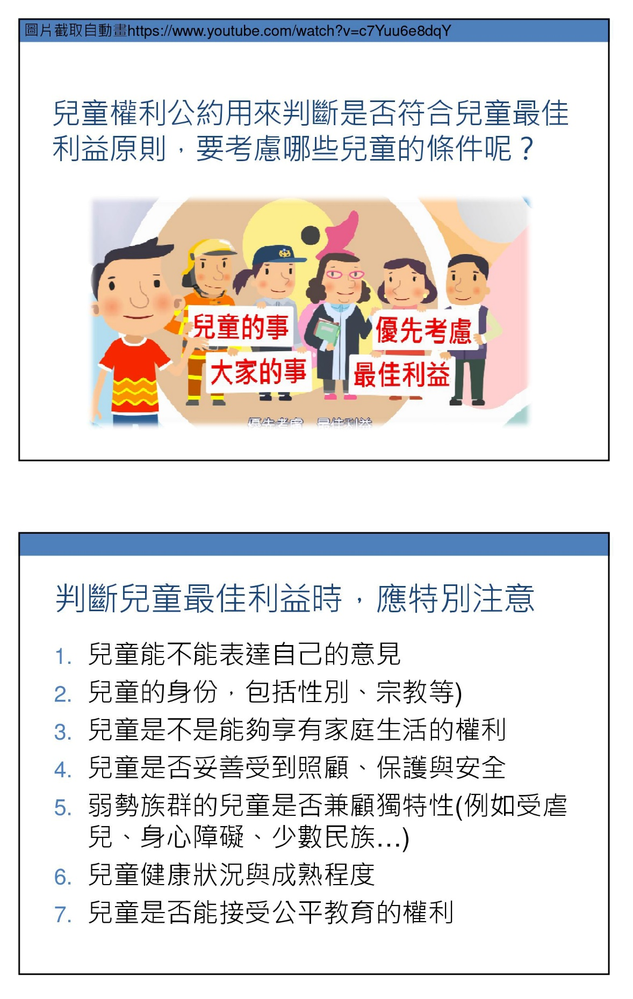 圖片截取自動畫https://www.youtube.com/watch?v=c7Yuu6e8dqY
兒童權利公約用來判斷是否符合兒童最佳
利益原則，要考慮哪些兒童的條件呢？
兒童的事
優先考慮
大家的事
最佳利益
優先考慮 最佳利益
判斷兒童最佳利益時，應特別注意
1. 兒童能不能表達自己的意見
2. 兒童的身份，包括性別、宗教等)
3. 兒童是不是能夠享有家庭生活的權利
4. 兒童是否妥善受到照顧、保護與安全
5. 弱勢族群的兒童是否兼顧獨特性(例如受虐
兒、身心障礙、少數民族…)
6. 兒童健康狀況與成熟程度
7. 兒童是否能接受公平教育的權利